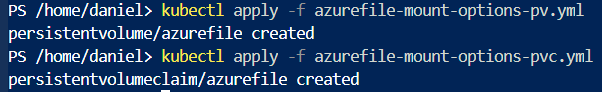 PS /home/daniel> kubectl apply -f azurefile-mount-options-pv.yml
persistentvolume/azurefile created
PS /home/daniel> kubectl apply -f azurefile-mount-options-pvc.yml
persistentvolumeclaim/azurefile created